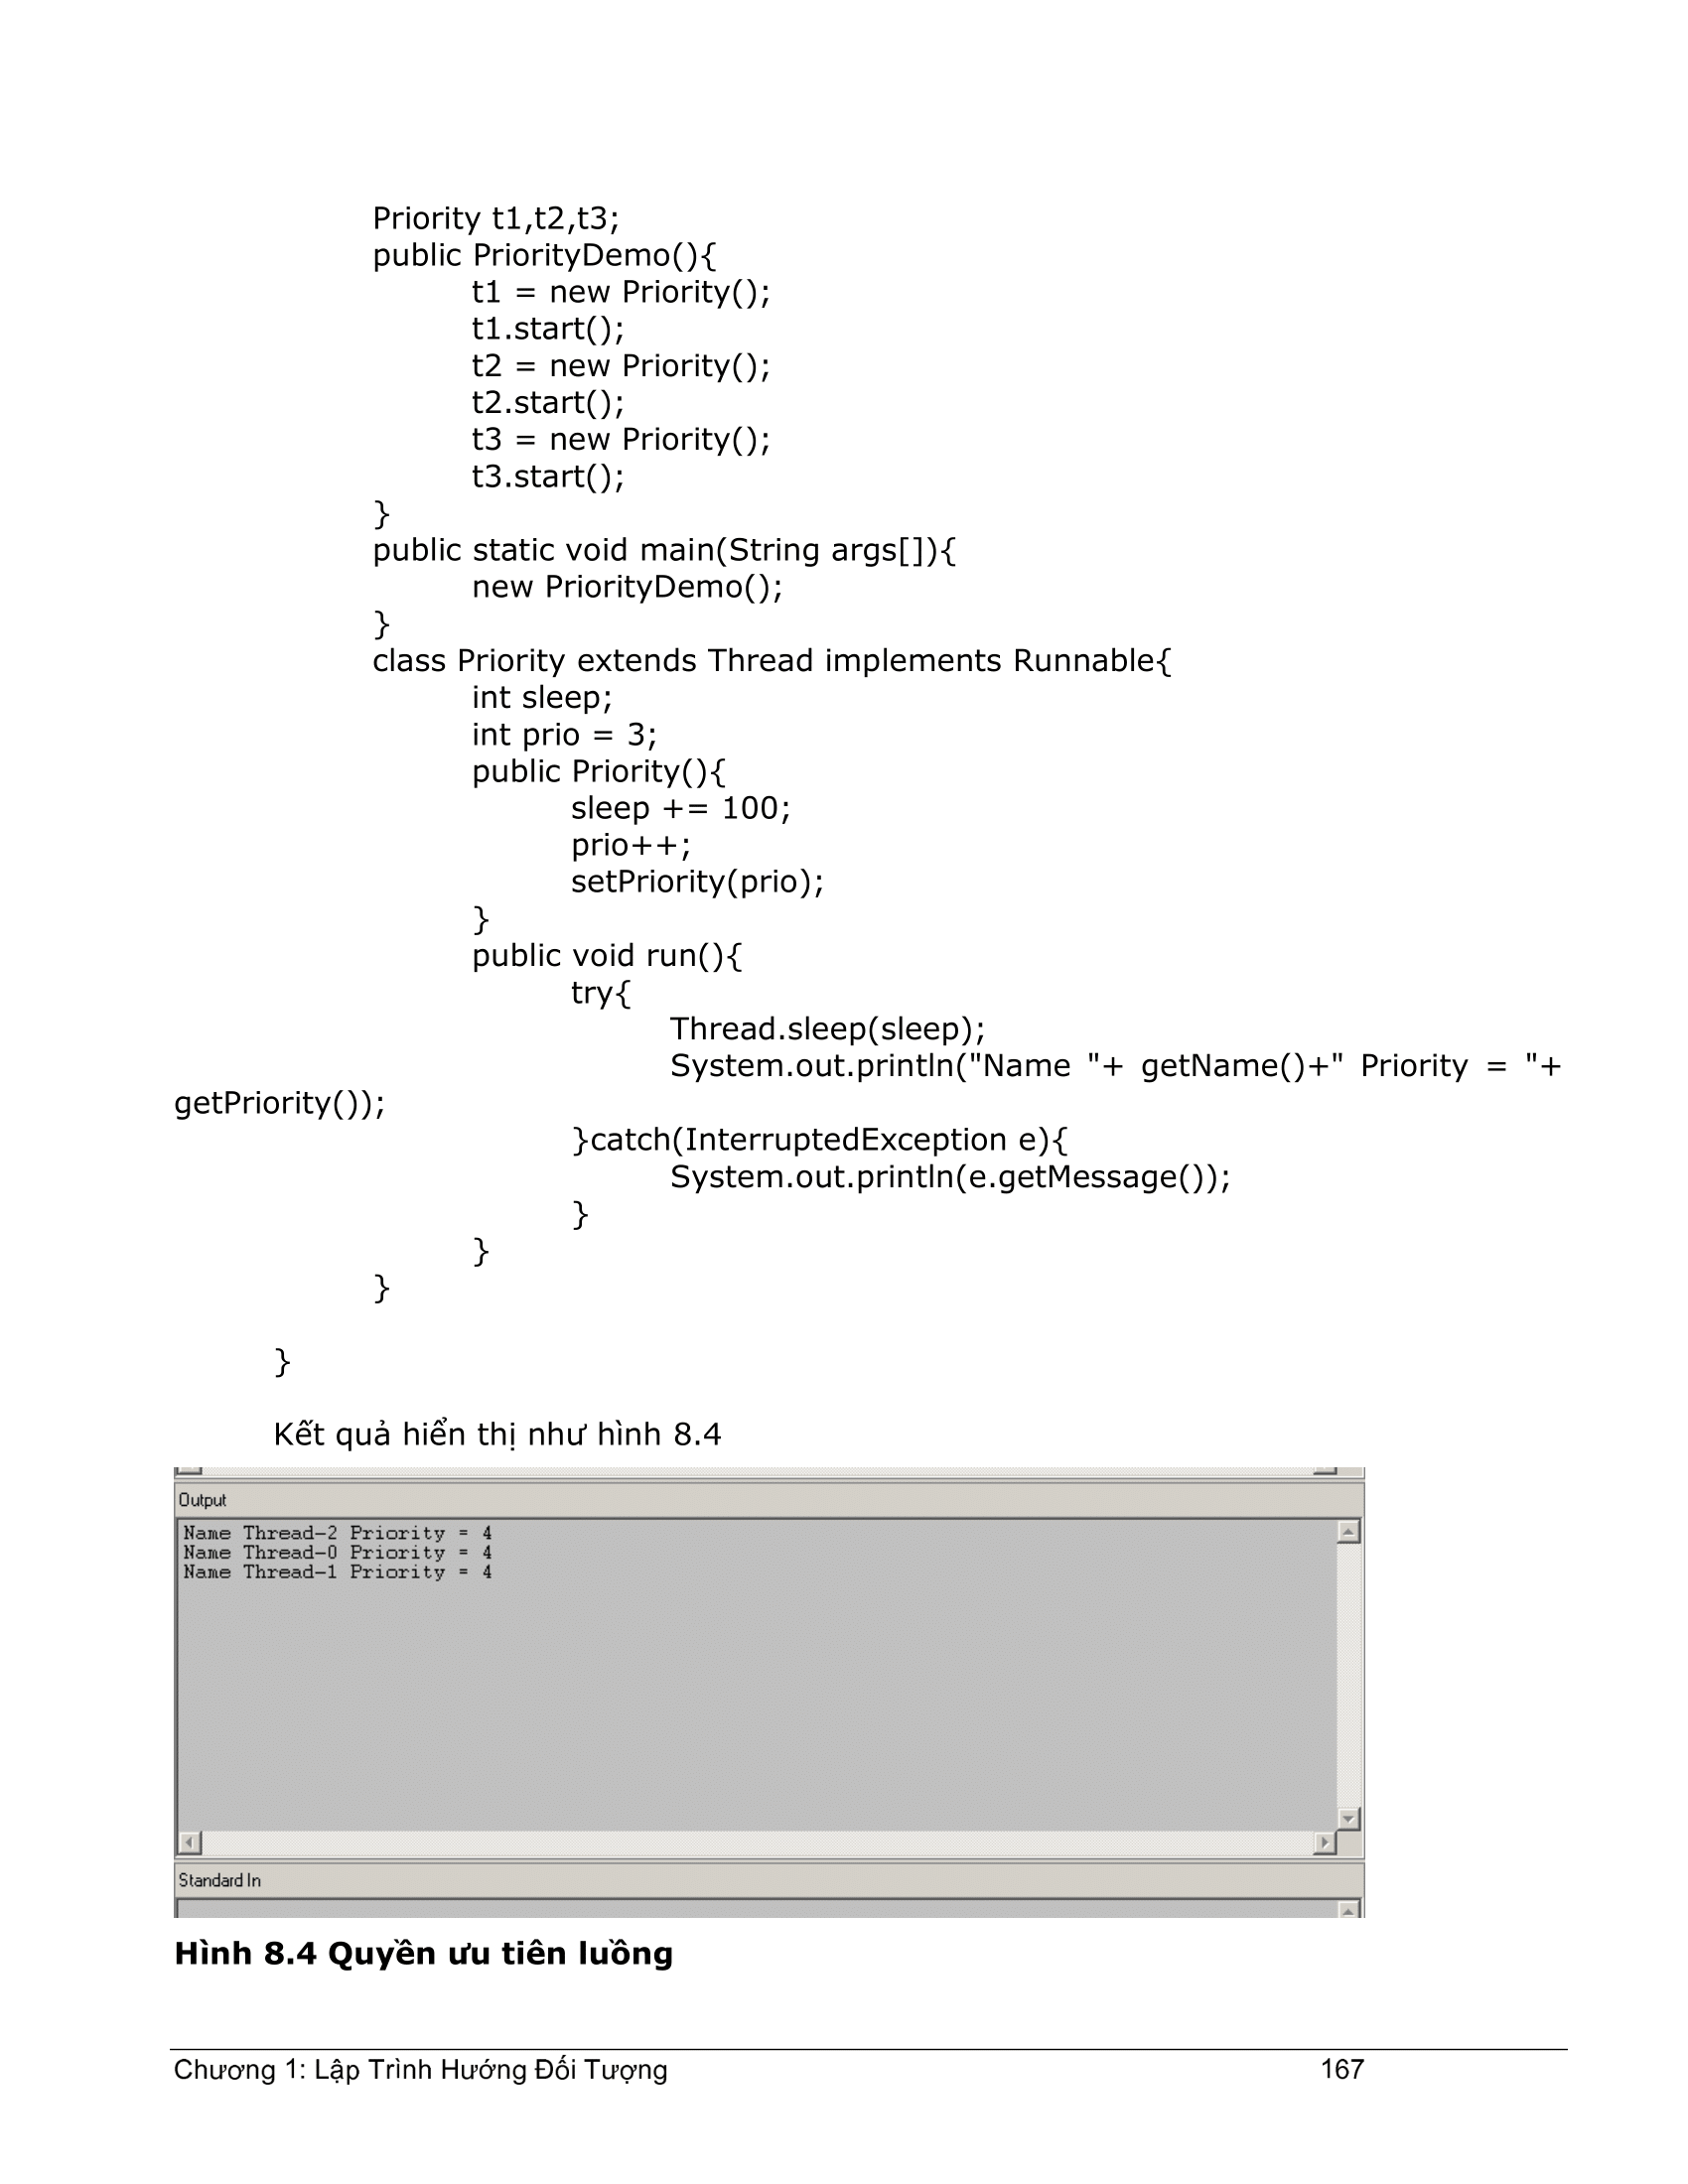 Priority t1,t2,t3;
public PriorityDemo(){
t1 = new Priority();
t1.start();
t2 = new Priority();
t2.start();
t3 = new Priority();
t3.start();
}
public static void main(String args[]){
new PriorityDemo();
}
class Priority extends Thread implements Runnable{
int sleep;
int prio = 3;
public Priority(){
sleep += 100;
prio++;
setPriority(prio);
}
public void run(){
try{
Thread.sleep(sleep);
System.out.println("Name "+ getName()+" Priority = "+
getPriority());
}catch(InterruptedException e){
System.out.println(e.getMessage());
}
}
}
}
Kết quả hiển thị như hình 8.4
Output
Name Thread-2 Priority = 4
Name Thread-0 Priority = 4
Name Thread-1 Priority = 4
Standard In
Hình 8.4 Quyền ưu tiên luồng
Chương 1: Lập Trình Hướng Đối Tượng 167